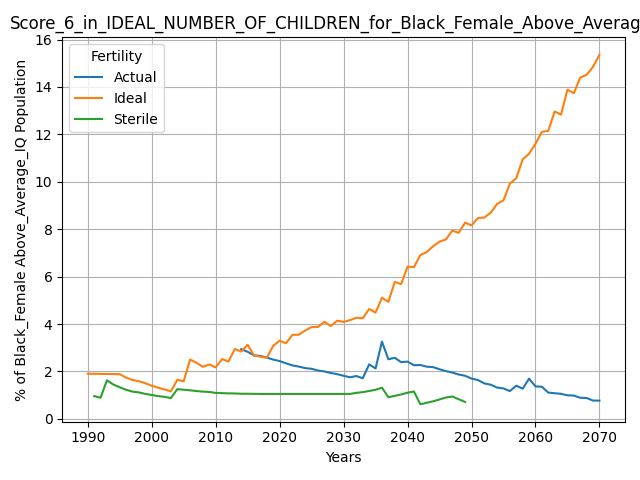 Score_6_in_IDEAL_NUMBER_OF_CHILDREN_for_Black_Female_Above_Averag
% of Black_Female Above_Average_IQ Population
16
14
12
10
8
6
4
2
0
Fertility
Actual
Ideal
Sterile
1990 2000 2010 2020 2030 2040 2050 2060 2070
Years